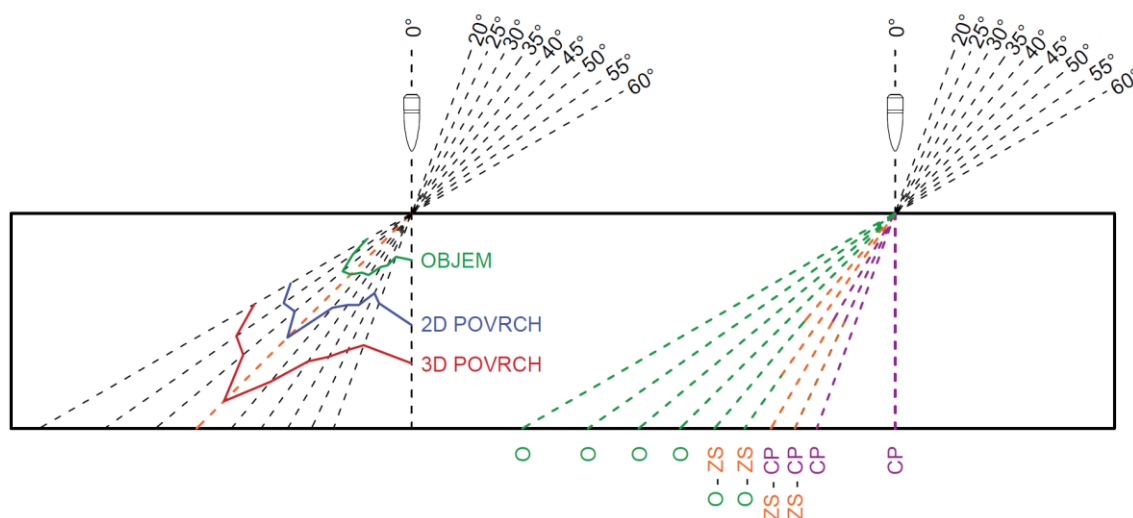 0° 20° 25° 30° 35° 40° 45° 50° 55° 60°
0° 20° 25° 30° 35° 40° 45° 50° 55° 60°
OBJEM
2D POVRCH
3D POVRCH
O
O
O
O
O - ZS
O - ZS
ZS - CP
ZS - CP
CP
CP